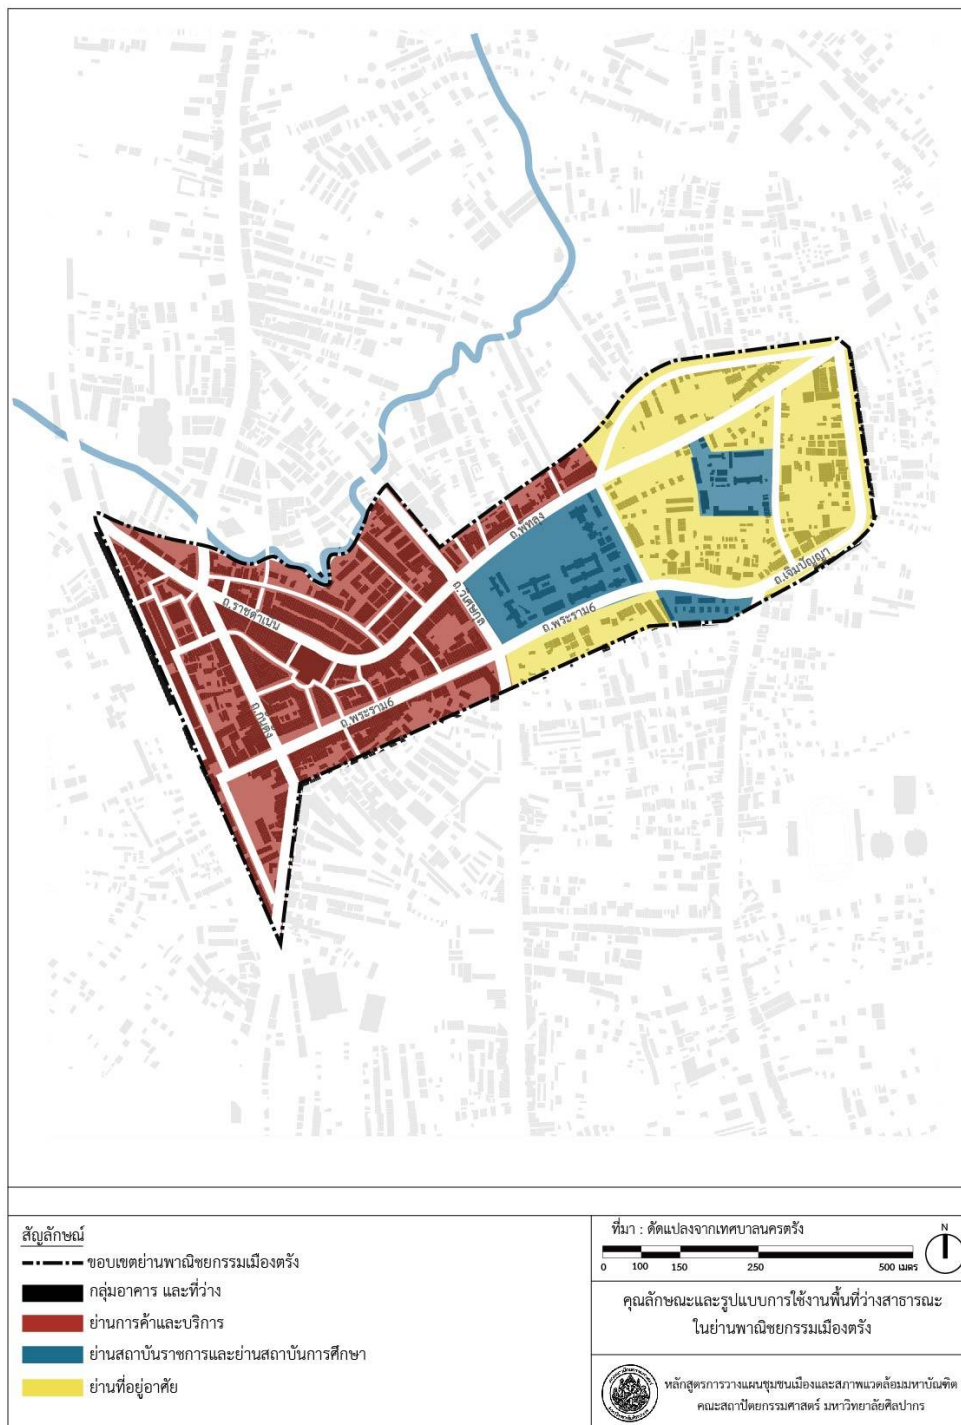 ถ.พัทลุง
ถ.วิเศษกุล
ถ.เจิมปัญญา
ถ.ราชดำเนิน
ถ.พระราม6
ถ.กันตัง
ถ.พระราม6
สัญลักษณ์
ขอบเขตย่านพาณิชยกรรมเมืองตรัง
กลุ่มอาคาร และที่ว่าง
ย่านการค้าและบริการ
ย่านสถาบันราชการและย่านสถาบันการศึกษา
ย่านที่อยู่อาศัย
ที่มา : ดัดแปลงจากเทศบาลนครตรัง
N
0 100 150 250 500 เมตร
คุณลักษณะและรูปแบบการใช้งานพื้นที่ว่างสาธารณะ
ในย่านพาณิชยกรรมเมืองตรัง
หลักสูตรการวางแผนชุมชนเมืองและสภาพแวดล้อมมหาบัณฑิต
คณะสถาปัตยกรรมศาสตร์ มหาวิทยาลัยศิลปากร